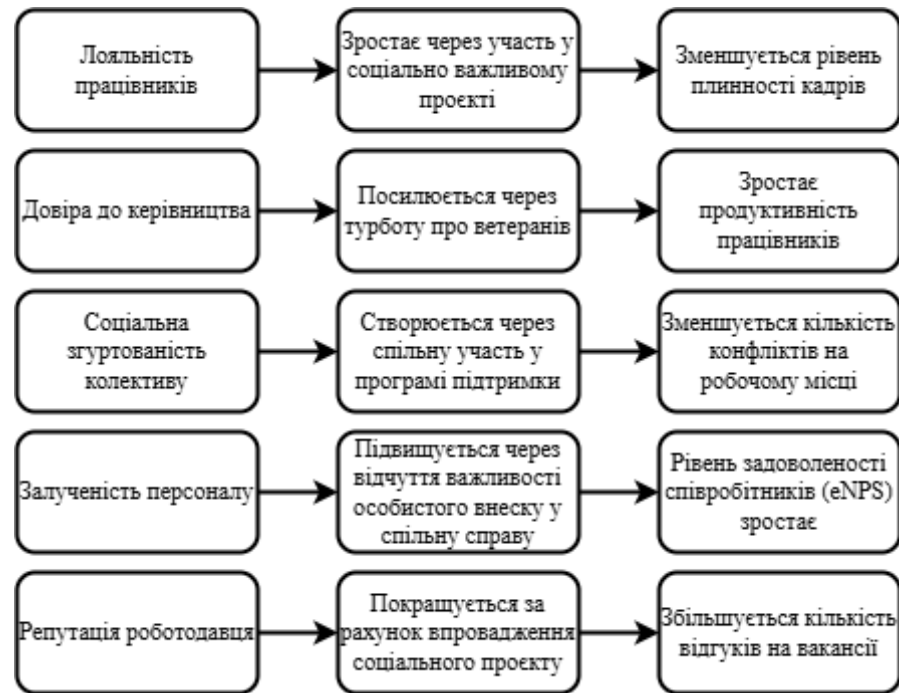 Лояльність
працівників
Зростає через участь у
соціально важливому
проєкті
Зменшується рівень
плинності кадрів
Довіра до керівництва
Посилюється через
турботу про ветеранів
Зростає
продуктивність
працівників
Соціальна
згуртованість
колективу
Створюється через
спільну участь у
програмі підтримки
Зменшується кількість
конфліктів на
робочому місці
Залученість персоналу
Підвищується через
відчуття важливості
особистого внеску у
спільну справу
Рівень задоволеності
співробітників (eNPS)
зростає
Репутація роботодавця
Покращується за
рахунок впровадження
соціального проєкту
Збільшується кількість
відгуків на вакансії